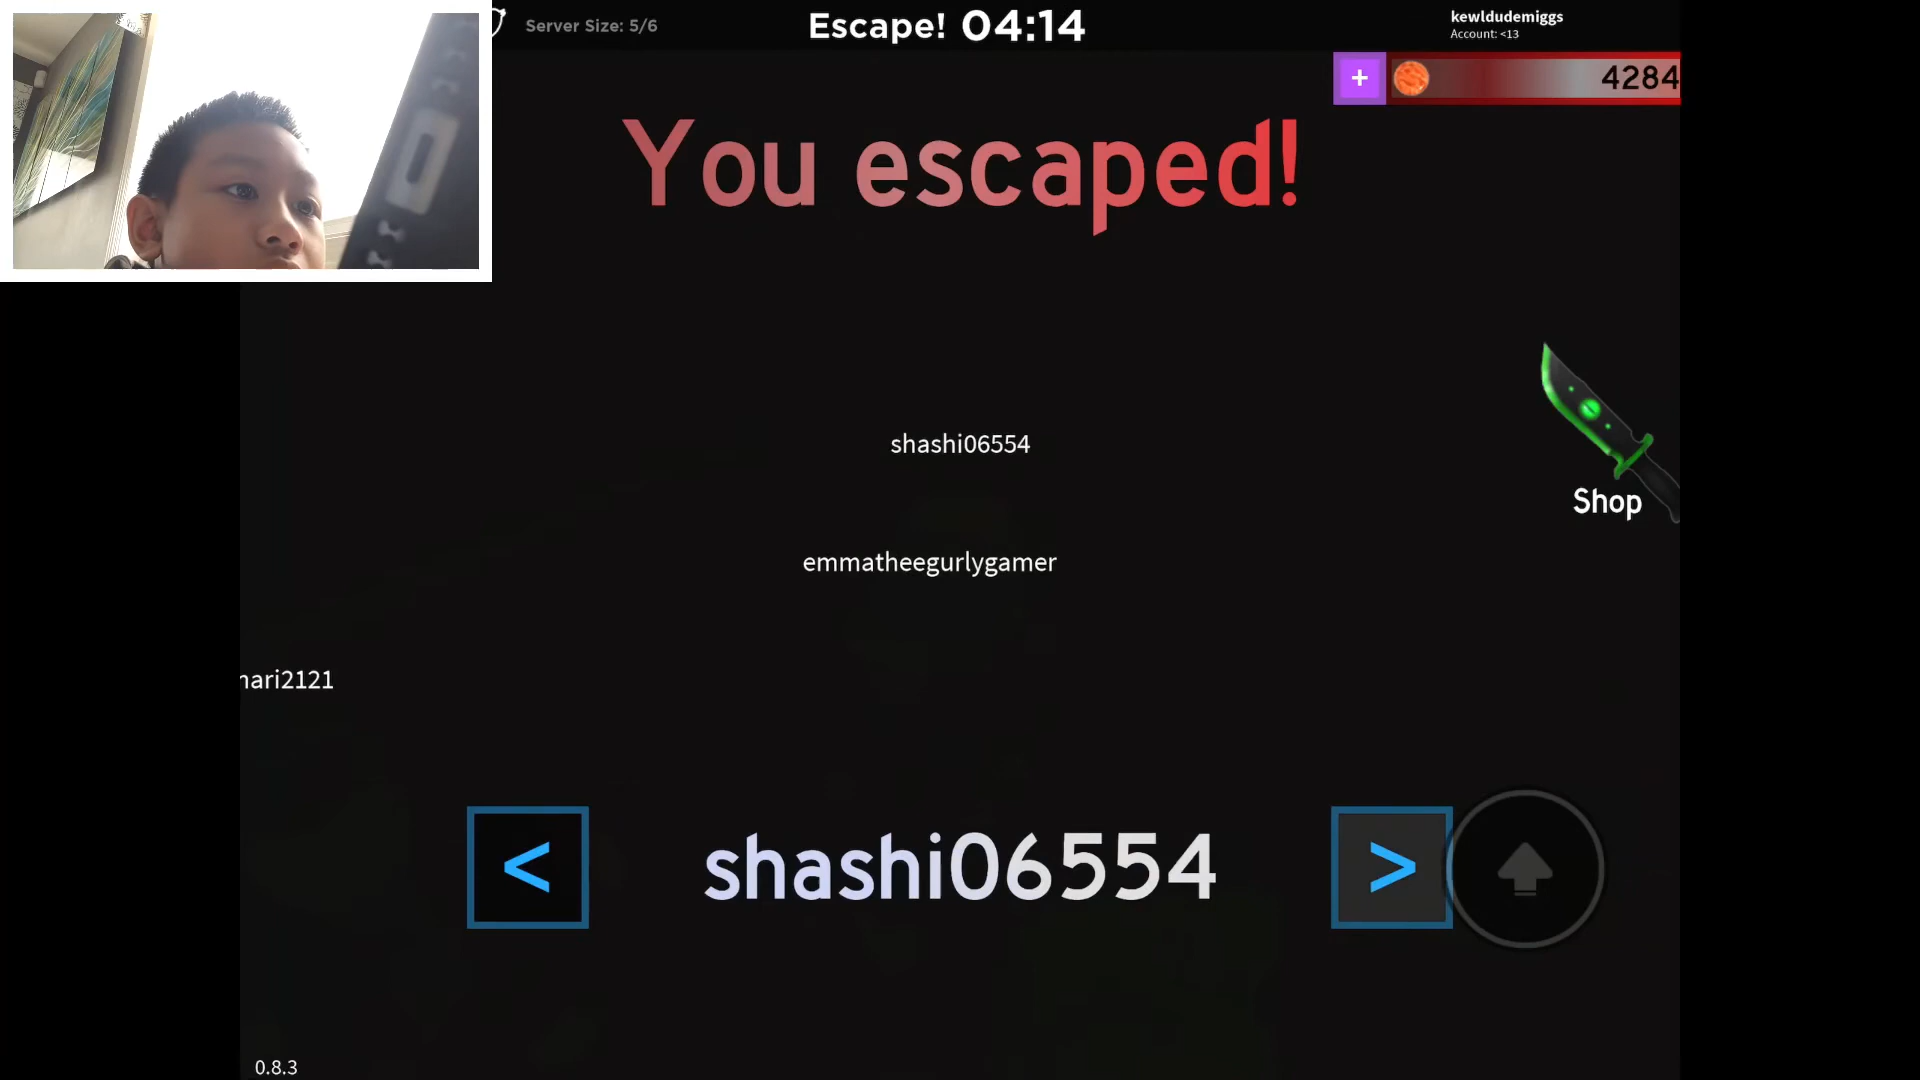 Server Size: 5/6
Escape! 04:14
kewldudemiggs
Account: <13
+
4284
You escaped!
shashi06554
Shop
emmatheegurlygamer
nari2121
< shashi06554 >
0.8.3